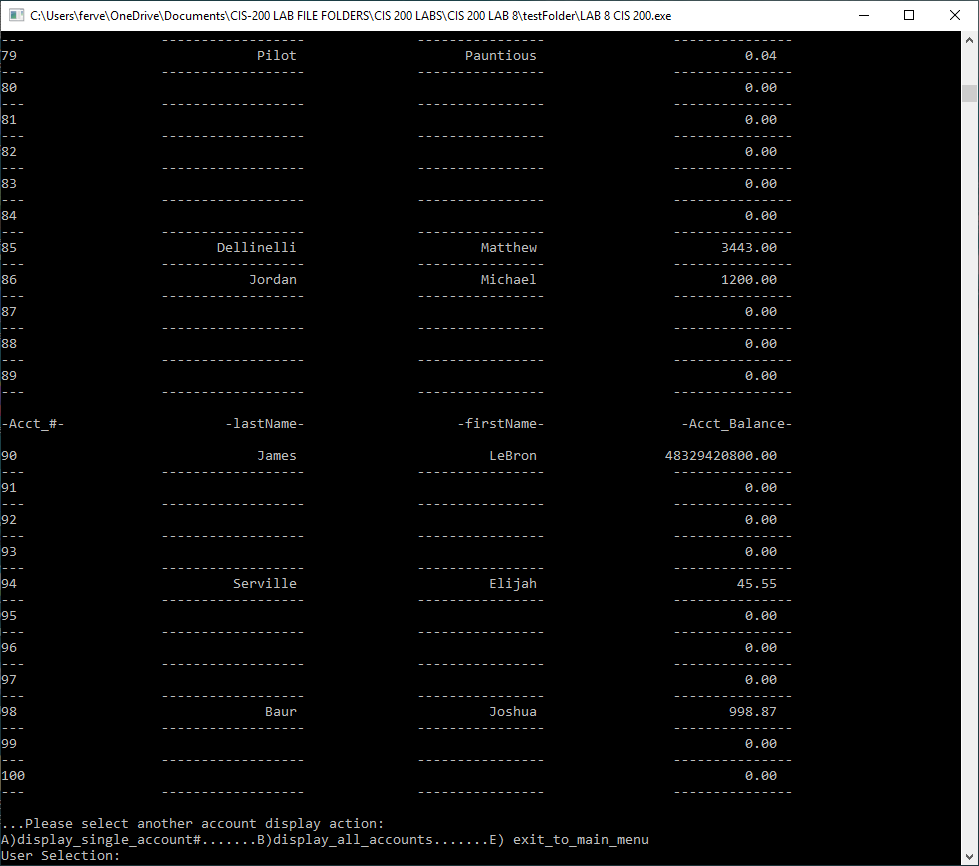 C:\Users\ferve\OneDrive\Documents\CIS-200 LAB FILE FOLDERS\CIS 200 LABS\CIS 200 LAB 8\testFolder\LAB 8 CIS 200.exe
--- ------------------ ---------------- ---------------
79 Pilot Pauntious 0.04
--- ------------------ ---------------- ---------------
80 0.00
--- ------------------ ---------------- ---------------
81 0.00
--- ------------------ ---------------- ---------------
82 0.00
--- ------------------ ---------------- ---------------
83 0.00
--- ------------------ ---------------- ---------------
84 0.00
--- ------------------ ---------------- ---------------
85 Dellinelli Matthew 3443.00
--- ------------------ ---------------- ---------------
86 Jordan Michael 1200.00
--- ------------------ ---------------- ---------------
87 0.00
--- ------------------ ---------------- ---------------
88 0.00
--- ------------------ ---------------- ---------------
89 0.00
--- ------------------ ---------------- ---------------
-Acct_#- -lastName- -firstName- -Acct_Balance-
90 James LeBron 48329420800.00
--- ------------------ ---------------- ---------------
91 0.00
--- ------------------ ---------------- ---------------
92 0.00
--- ------------------ ---------------- ---------------
93 0.00
--- ------------------ ---------------- ---------------
94 Serville Elijah 45.55
--- ------------------ ---------------- ---------------
95 0.00
--- ------------------ ---------------- ---------------
96 0.00
--- ------------------ ---------------- ---------------
97 0.00
--- ------------------ ---------------- ---------------
98 Baur Joshua 998.87
--- ------------------ ---------------- ---------------
99 0.00
--- ------------------ ---------------- ---------------
100 0.00
--- ------------------ ---------------- ---------------
...Please select another account display action:
A)display_single_account#.......B)display_all_accounts.......E) exit_to_main_menu
User Selection: